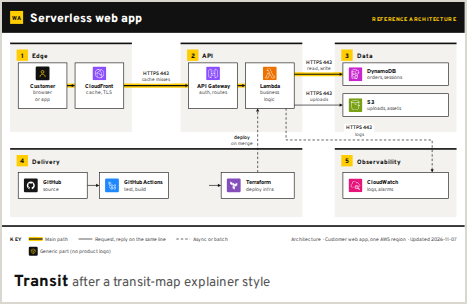 WA Serverless web app REFERENCE ARCHITECTURE
1 Edge
Customer
browser
or app
CloudFront
cache, TLS
HTTPS 443
cache misses
2 API
API Gateway
auth, routes
Lambda
business
logic
HTTPS 443
read, write
HTTPS 443
uploads
3 Data
DynamoDB
orders, sessions
S3
uploads, assets
HTTPS 443
logs
deploy
on merge
4 Delivery
GitHub
source
GitHub Actions
test, build
Terraform
deploy infra
5 Observability
CloudWatch
logs, alarms
KEY Main path Request, reply on the same line Async or batch Architecture · Customer web app, one AWS region · Updated 2026-11-07
Generic part (no product logo)
Transit after a transit-map explainer style